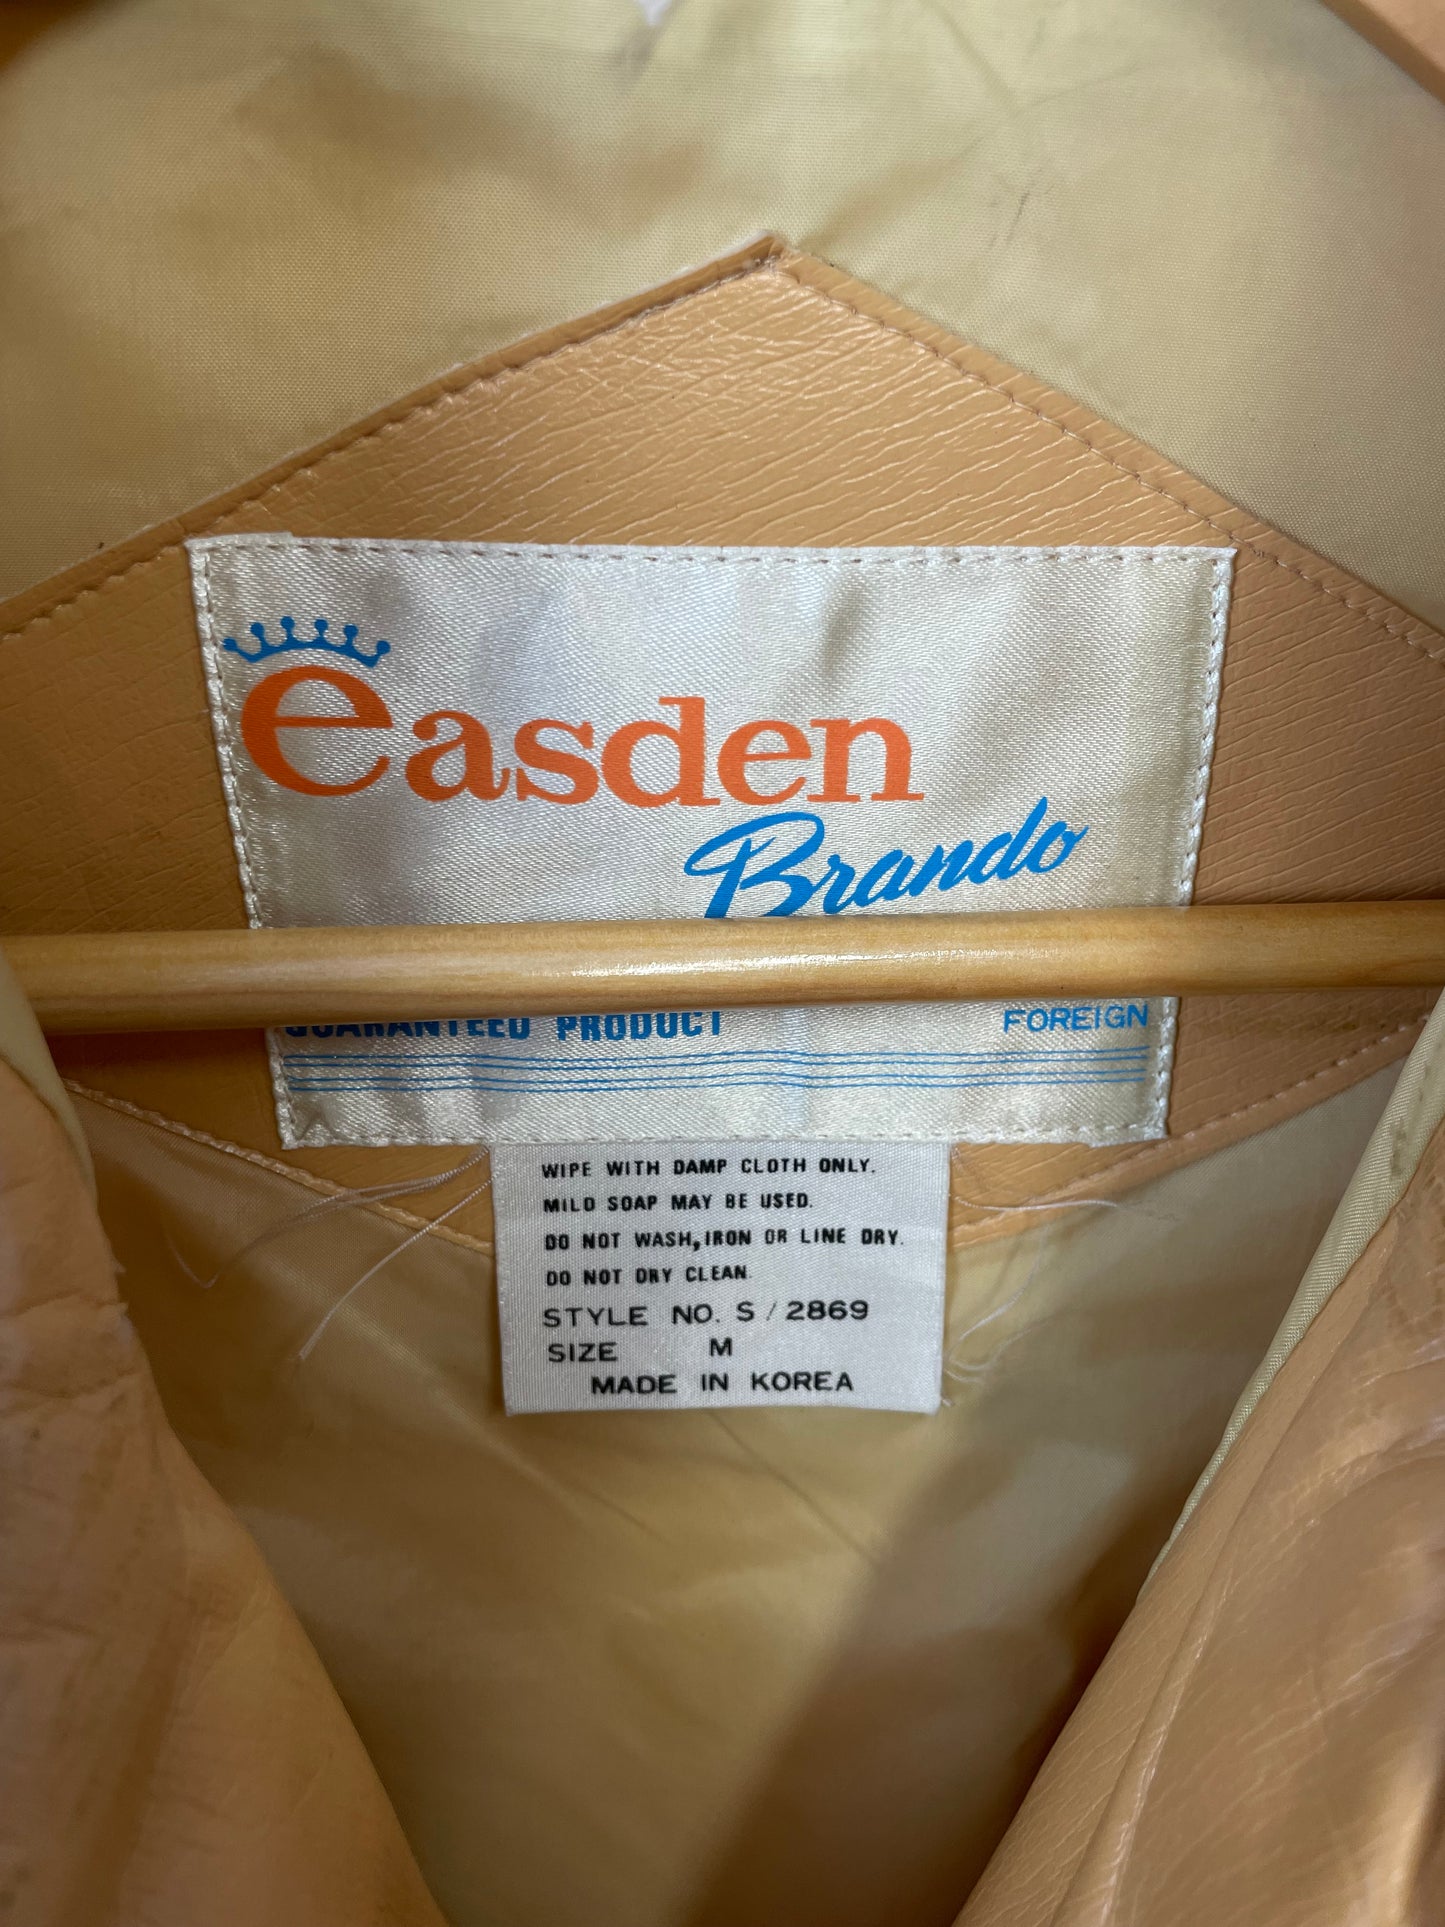 easden
Brando
GUARANTEED PRODUCT FOREIGN
WIPE WITH DAMP CLOTH ONLY.
MILD SOAP MAY BE USED.
DO NOT WASH, IRON OR LINE DRY.
DO NOT DRY CLEAN.
STYLE NO. S/2869
SIZE M
MADE IN KOREA